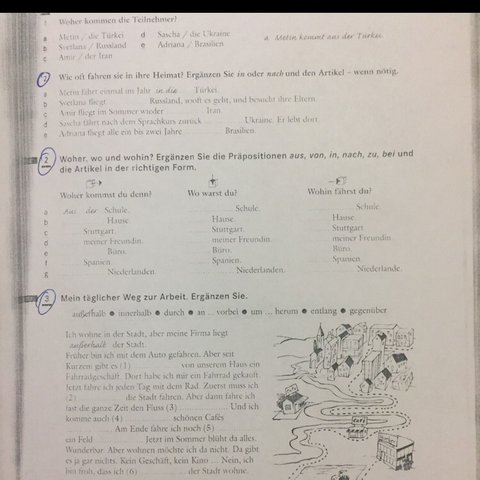 1 Woher kommen die Teilnehmer?
a Metin / die Türkei d Sascha / die Ukraine a. Metin kommt aus der Türkei.
b Svetlana / Russland e Adriana / Brasilien
c Amir / der Iran
2 Wie oft fahren sie in ihre Heimat? Ergänzen Sie in oder nach und den Artikel – wenn nötig.
a Metin fährt einmal im Jahr in die Türkei.
b Svetlana fliegt Russland, sooft es geht, und besucht ihre Eltern.
c Amir fliegt im Sommer wieder Iran.
d Sascha fährt nach dem Sprachkurs zurück Ukraine. Er lebt dort.
e Adriana fliegt alle ein bis zwei Jahre Brasilien.
2 Woher, wo und wohin? Ergänzen Sie die Präpositionen aus, von, in, nach, zu, bei und
die Artikel in der richtigen Form.
Woher kommst du denn? Wo warst du? Wohin fährst du?
a Aus der Schule. Schule. Schule.
b Hause. Hause. Hause.
c Stuttgart. Stuttgart. Stuttgart.
d meiner Freundin. meiner Freundin. meiner Freundin.
e Büro. Büro. Büro.
f Spanien. Spanien. Spanien.
g Niederlanden. Niederlanden. Niederlande.
3 Mein täglicher Weg zur Arbeit. Ergänzen Sie.
außerhalb ● innerhalb ● durch ● an ... vorbei ● um ... herum ● entlang ● gegenüber
Ich wohne in der Stadt, aber meine Firma liegt
außerhalb der Stadt.
Früher bin ich mit dem Auto gefahren. Aber seit
Kurzem gibt es (1) von unserem Haus ein
Fahrradgeschäft. Dort habe ich mir ein Fahrrad gekauft.
Jetzt fahre ich jeden Tag mit dem Rad. Zuerst muss ich
(2) die Stadt fahren. Aber dann fahre ich
fast die ganze Zeit den Fluss (3) Und ich
komme auch (4) schönen Cafés
Am Ende fahre ich noch (5)
ein Feld Jetzt im Sommer blüht da alles.
Wunderbar. Aber wohnen möchte ich da nicht. Da gibt
es ja gar nichts. Kein Geschäft, kein Kino ... Nein, ich
bin froh, dass ich (6) der Stadt wohne.